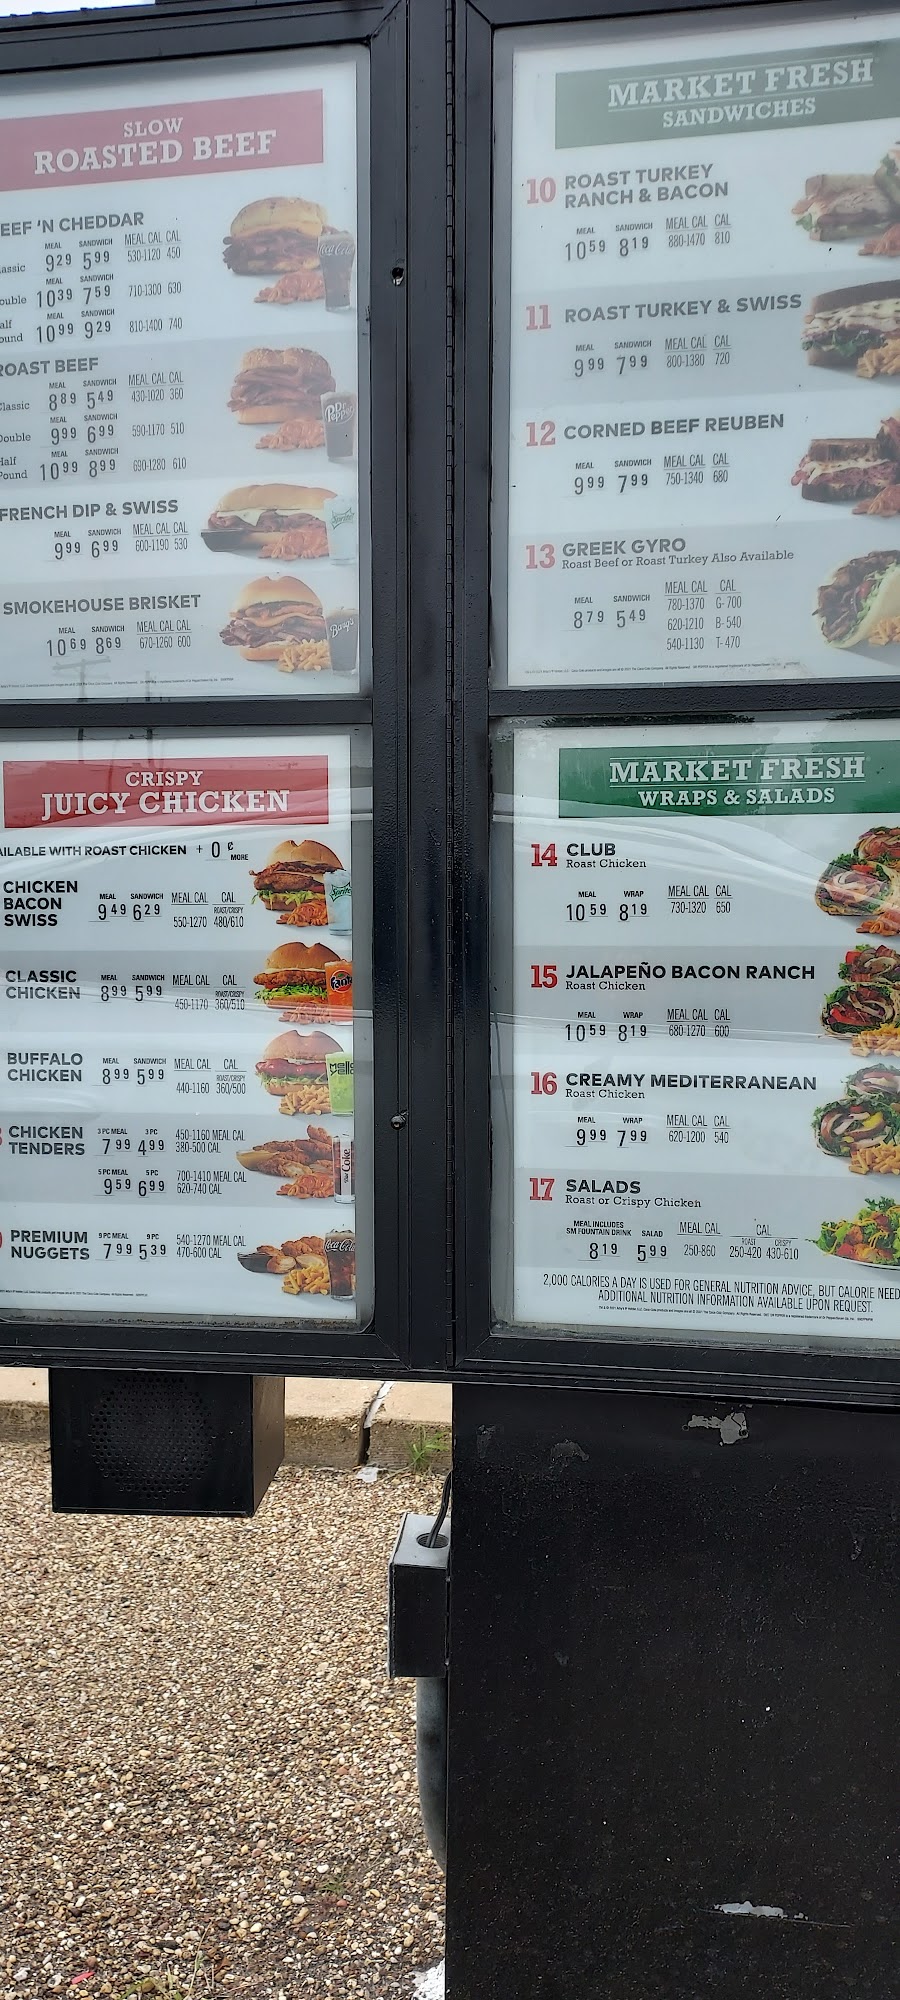 SLOW
ROASTED BEEF
EEF 'N CHEDDAR
MEAL SANDWICH MEAL CAL CAL
assic 9 29 5 99 530-1120 450
MEAL SANDWICH
ouble 10 39 7 59 710-1300 630
MEAL SANDWICH
alf
ound 10 99 9 29 810-1400 740
ROAST BEEF
MEAL SANDWICH MEAL CAL CAL
Classic 8 89 5 49 430-1020 360
MEAL SANDWICH
Double 9 99 6 99 590-1170 510
MEAL SANDWICH
Half
Pound 10 99 8 99 690-1280 610
FRENCH DIP & SWISS
MEAL SANDWICH MEAL CAL CAL
9 99 6 99 600-1190 530
SMOKEHOUSE BRISKET
MEAL SANDWICH MEAL CAL CAL
10 69 8 69 670-1260 600
CRISPY
JUICY CHICKEN
AILABLE WITH ROAST CHICKEN + 0 ¢ MORE
CHICKEN
BACON
SWISS
MEAL SANDWICH MEAL CAL CAL
9 49 6 29 ROAST/CRISPY
550-1270 480/610
CLASSIC
CHICKEN
MEAL SANDWICH MEAL CAL CAL
8 99 5 99 ROAST/CRISPY
450-1170 360/510
BUFFALO
CHICKEN
MEAL SANDWICH MEAL CAL CAL
8 99 5 99 ROAST/CRISPY
440-1160 360/500
CHICKEN
TENDERS
3 PC MEAL 3 PC 450-1160 MEAL CAL
7 99 4 99 380-500 CAL
5 PC MEAL 5 PC 700-1410 MEAL CAL
9 59 6 99 620-740 CAL
PREMIUM
NUGGETS
9 PC MEAL 9 PC 540-1270 MEAL CAL
7 99 5 39 470-600 CAL
MARKET FRESH
SANDWICHES
10 ROAST TURKEY
RANCH & BACON
MEAL SANDWICH MEAL CAL CAL
10 59 8 19 880-1470 810
11 ROAST TURKEY & SWISS
MEAL SANDWICH MEAL CAL CAL
9 99 7 99 800-1380 720
12 CORNED BEEF REUBEN
MEAL SANDWICH MEAL CAL CAL
9 99 7 99 750-1340 680
13 GREEK GYRO
Roast Beef or Roast Turkey Also Available
MEAL SANDWICH MEAL CAL CAL
8 79 5 49 780-1370 G-700
620-1210 B-540
540-1130 T-470
MARKET FRESH
WRAPS & SALADS
14 CLUB
Roast Chicken
MEAL WRAP MEAL CAL CAL
10 59 8 19 730-1320 650
15 JALAPEÑO BACON RANCH
Roast Chicken
MEAL WRAP MEAL CAL CAL
10 59 8 19 680-1270 600
16 CREAMY MEDITERRANEAN
Roast Chicken
MEAL WRAP MEAL CAL CAL
9 99 7 99 620-1200 540
17 SALADS
Roast or Crispy Chicken
MEAL INCLUDES
SM FOUNTAIN DRINK SALAD MEAL CAL CAL
ROAST CRISPY
8 19 5 99 250-860 250-420 430-610
2,000 CALORIES A DAY IS USED FOR GENERAL NUTRITION ADVICE, BUT CALORIE NEED
ADDITIONAL NUTRITION INFORMATION AVAILABLE UPON REQUEST.